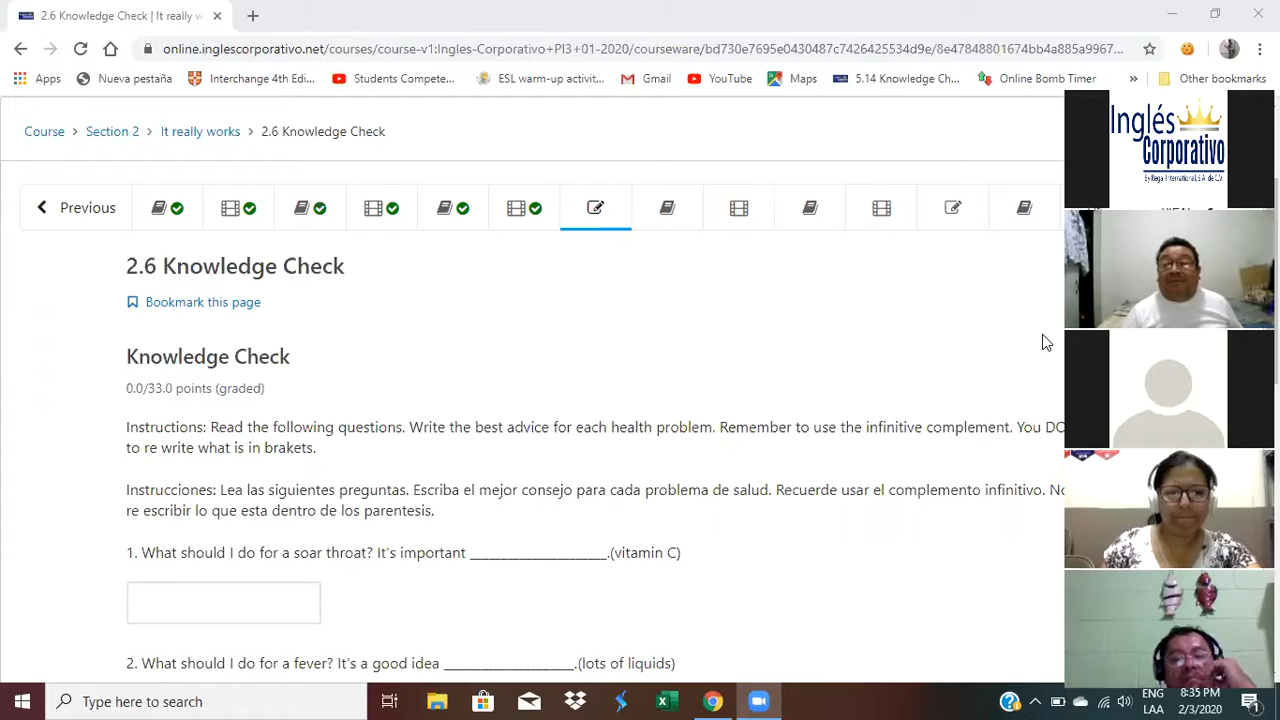 2.6 Knowledge Check | It really w
online.inglescorporativo.net/courses/course-v1:Ingles-Corporativo+PI3+01-2020/courseware/bd730e7695e0430487c7426425534d9e/8e47848801674bb4a885a9967...
Apps Nueva pestaña Interchange 4th Edi... Students Compete... ESL warm-up activit... Gmail YouTube Maps 5.14 Knowledge Ch... Online Bomb Timer » Other bookmarks
Course > Section 2 > It really works > 2.6 Knowledge Check
Inglés
Corporativo
Previous
2.6 Knowledge Check
Bookmark this page
Knowledge Check
0.0/33.0 points (graded)
Instructions: Read the following questions. Write the best advice for each health problem. Remember to use the infinitive complement. You DO
to re write what is in brakets.
Instrucciones: Lea las siguientes preguntas. Escriba el mejor consejo para cada problema de salud. Recuerde usar el complemento infinitivo. No
re escribir lo que esta dentro de los parentesis.
1. What should I do for a soar throat? It's important ____________________.(vitamin C)
2. What should I do for a fever? It's a good idea ___________________.(lots of liquids)
Type here to search
ENG 8:35 PM
LAA 2/3/2020